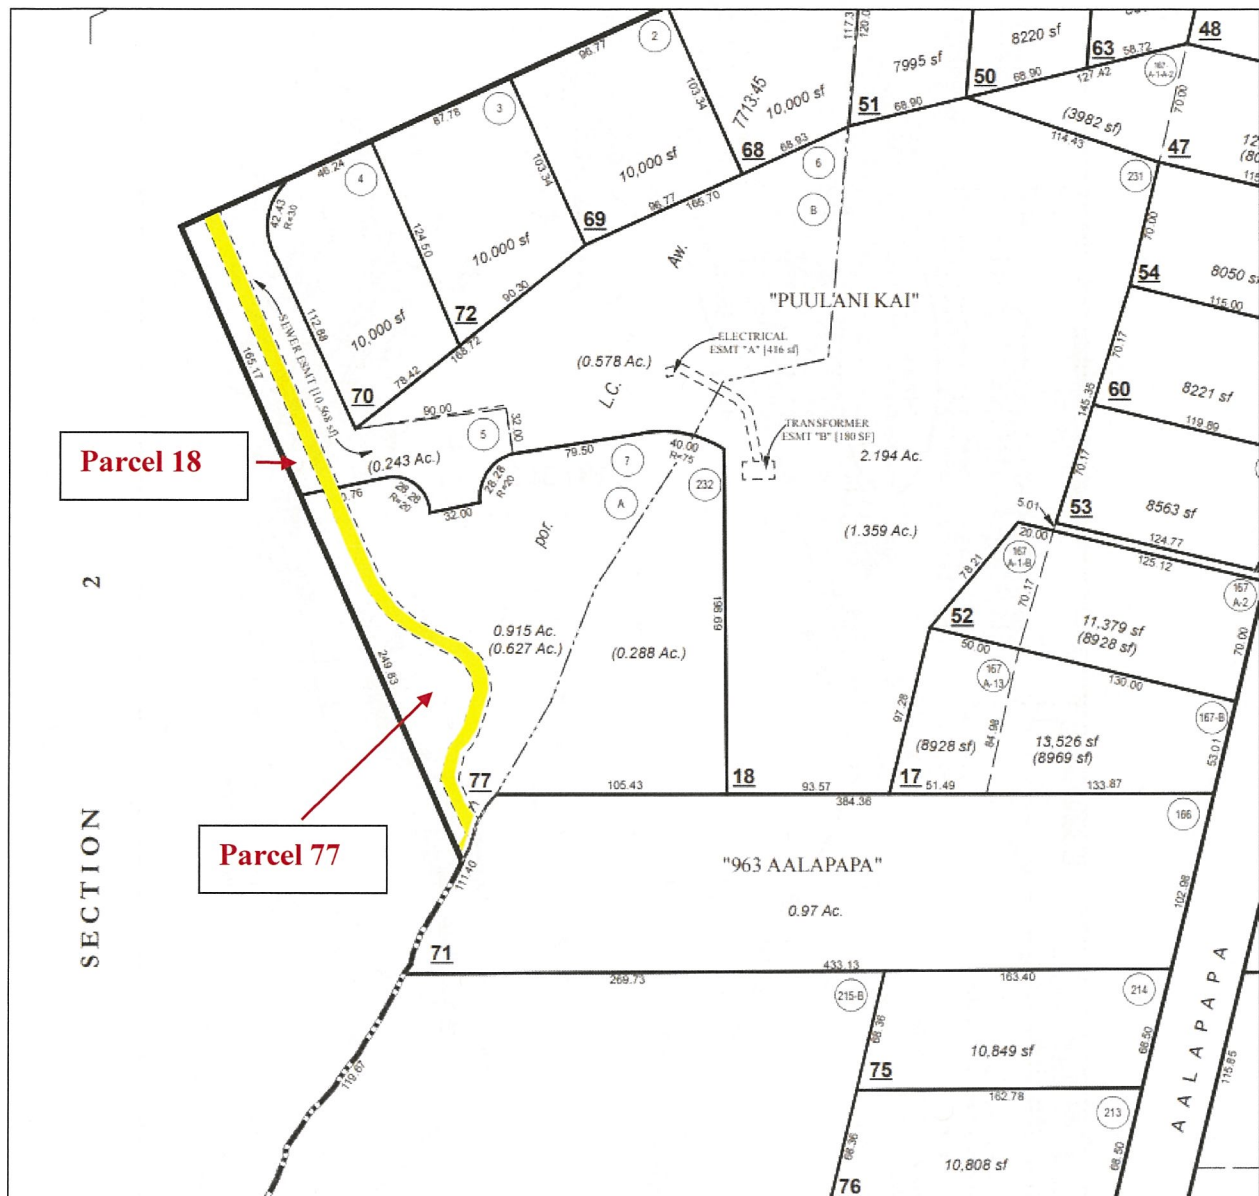 2
96.77
3
87.78
46.24
4
42.43
R=30
103.34
10,000 sf
7713:45
10,000 sf
68
68.93
117.3
7995 sf
51
68.90
8220 sf
50
68.90
63
58.72
127.42
48
167-
A-1-A-2
70.00
(3982 sf)
114.43
47
231
6
B
103.34
10,000 sf
69
96.77
165.70
124.50
10,000 sf
72
90.30
168.72
78.42
70
112.88
SEWER ESMT [10,568 sf]
165.17
Aw.
"PUULANI KAI"
ELECTRICAL
ESMT "A" [416 sf]
(0.578 Ac.)
L.C.
90.00
32.00
5
(0.243 Ac.)
28.28
R=20
32.00
28.28
R=20
79.50
7
A
40.00
R=75
232
TRANSFORMER
ESMT "B" [180 SF]
2.194 Ac.
(1.359 Ac.)
por.
70.00
54
8050 sf
115.00
70.17
145.35
60
8221 sf
119.89
70.17
53
8563 sf
124.77
5.01
20.00
125.12
167
A-1-B
78.21
70.17
167
A-2
52
11,379 sf
(8928 sf)
70.00
50.00
167
A-13
130.00
167-B
97.28
84.98
(8928 sf)
13,526 sf
(8969 sf)
53.01
Parcel 18
2
SECTION
249.83
0.915 Ac.
(0.627 Ac.)
(0.288 Ac.)
196.69
77
105.43
18
93.57
17
51.49
133.87
384.36
166
Parcel 77
"963 AALAPAPA"
0.97 Ac.
102.98
111.40
71
433.13
269.73
163.40
215-B
214
68.36
10,849 sf
68.50
75
162.78
213
68.36
10,808 sf
68.50
76
119.67
AALAPAPA
115.85